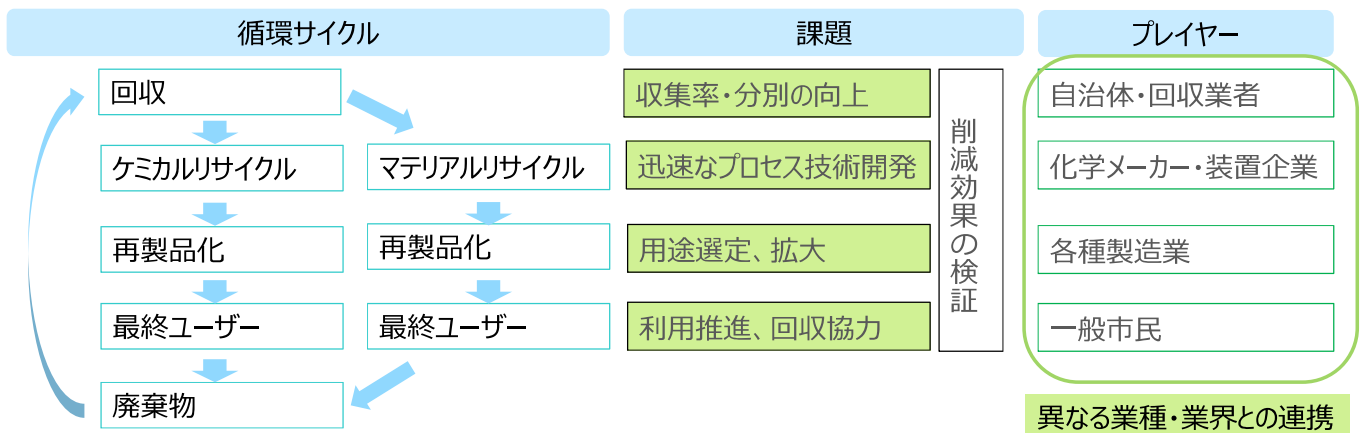 循環サイクル
課題
プレイヤー
回収
収集率・分別の向上
自治体・回収業者
ケミカルリサイクル
マテリアルリサイクル
迅速なプロセス技術開発
化学メーカー・装置企業
再製品化
再製品化
用途選定、拡大
各種製造業
最終ユーザー
最終ユーザー
利用推進、回収協力
一般市民
削減効果の検証
廃棄物
異なる業種・業界との連携